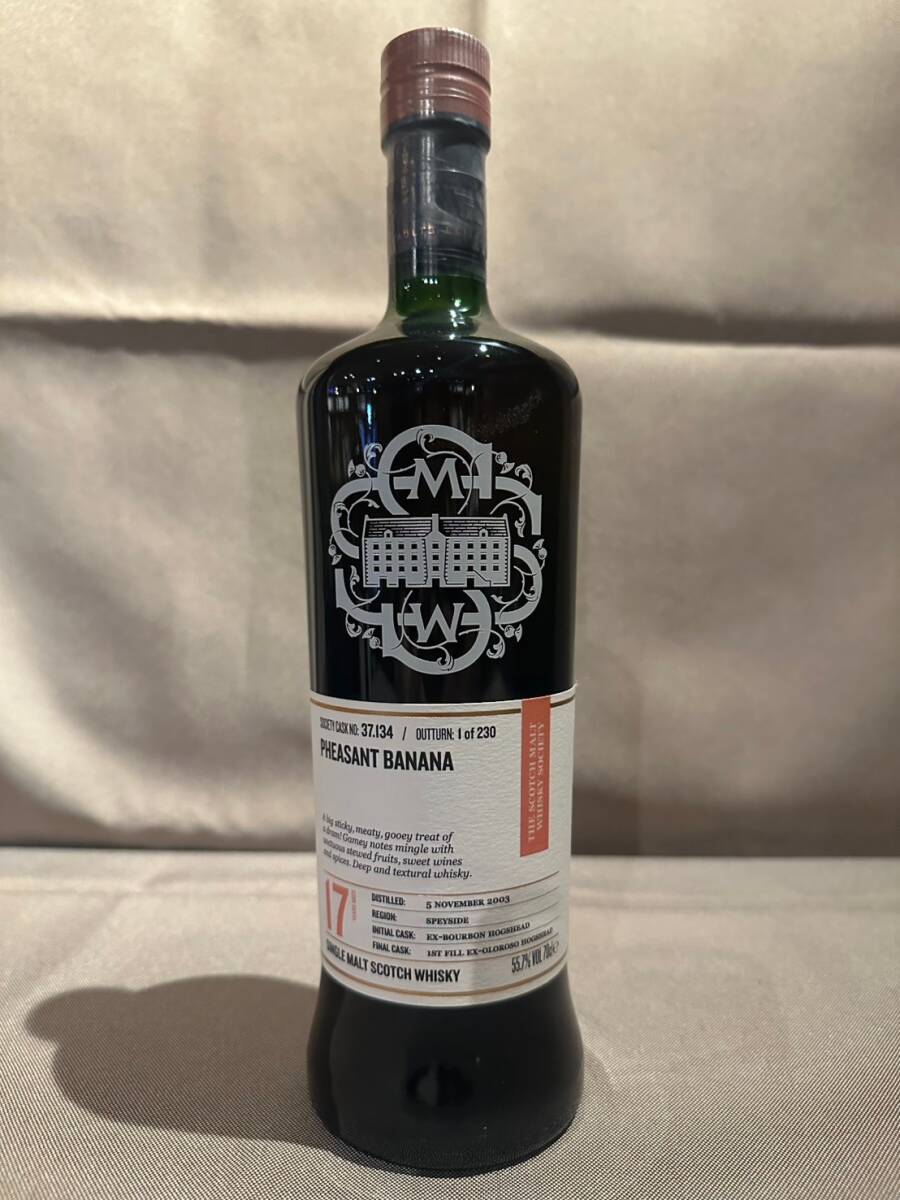 M
W
SOCIETY CASK NO: 37.134 / OUTTURN: 1 of 230
PHEASANT BANANA
THE SCOTCH MALT
WHISKY SOCIETY
A big sticky, meaty, gooey treat of
a dram! Gamey notes mingle with
unctuous stewed fruits, sweet wines
and spices. Deep and textural whisky.
17
DISTILLED: 5 NOVEMBER 2003
REGION: SPEYSIDE
INITIAL CASK: EX-BOURBON HOGSHEAD
FINAL CASK: 1ST FILL EX-OLOROSO HOGSHEAD
SINGLE MALT SCOTCH WHISKY
55.7% VOL 70cl